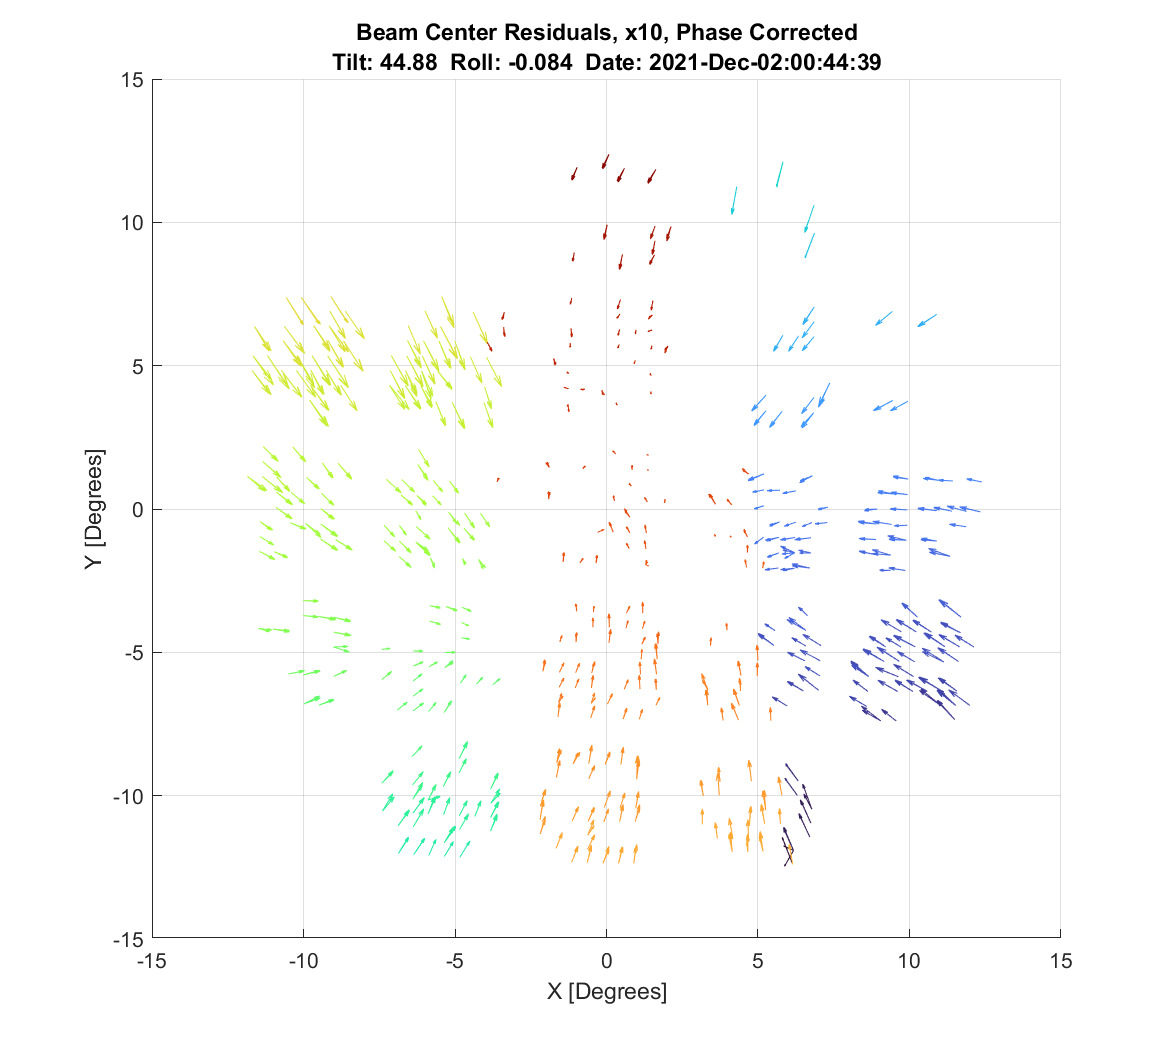 Beam Center Residuals, x10, Phase Corrected
Tilt: 44.88 Roll: -0.084 Date: 2021-Dec-02:00:44:39
15
10
5
0
-5
-10
-15
Y [Degrees]
-15 -10 -5 0 5 10 15
X [Degrees]